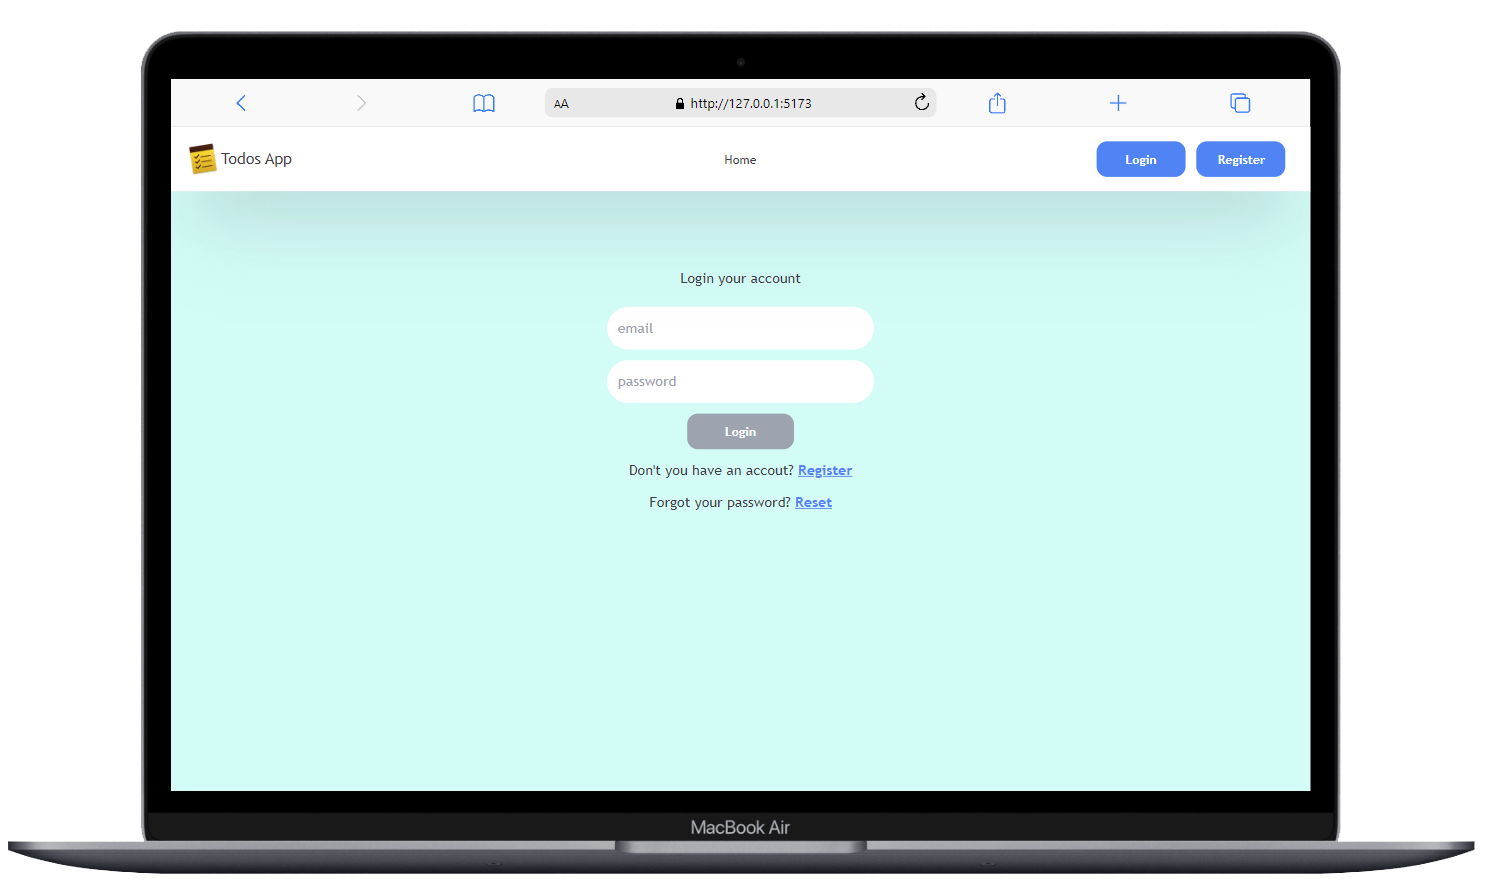 AA http://127.0.0.1:5173
Todos App Home Login Register
Login your account
email
password
Login
Don't you have an accout? Register
Forgot your password? Reset
MacBook Air